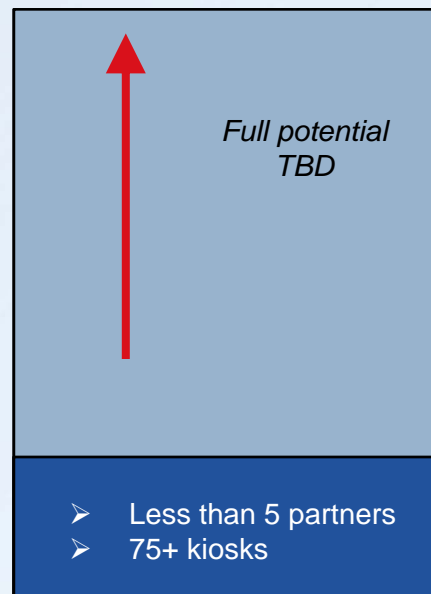 Full potential
TBD
➢ Less than 5 partners
➢ 75+ kiosks